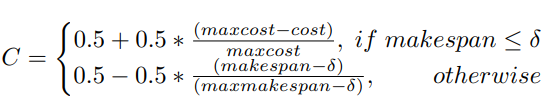 C = { 0.5 + 0.5 * (maxcost−cost)/maxcost, if makespan ≤ δ
0.5 − 0.5 * (makespan−δ)/(maxmakespan−δ), otherwise